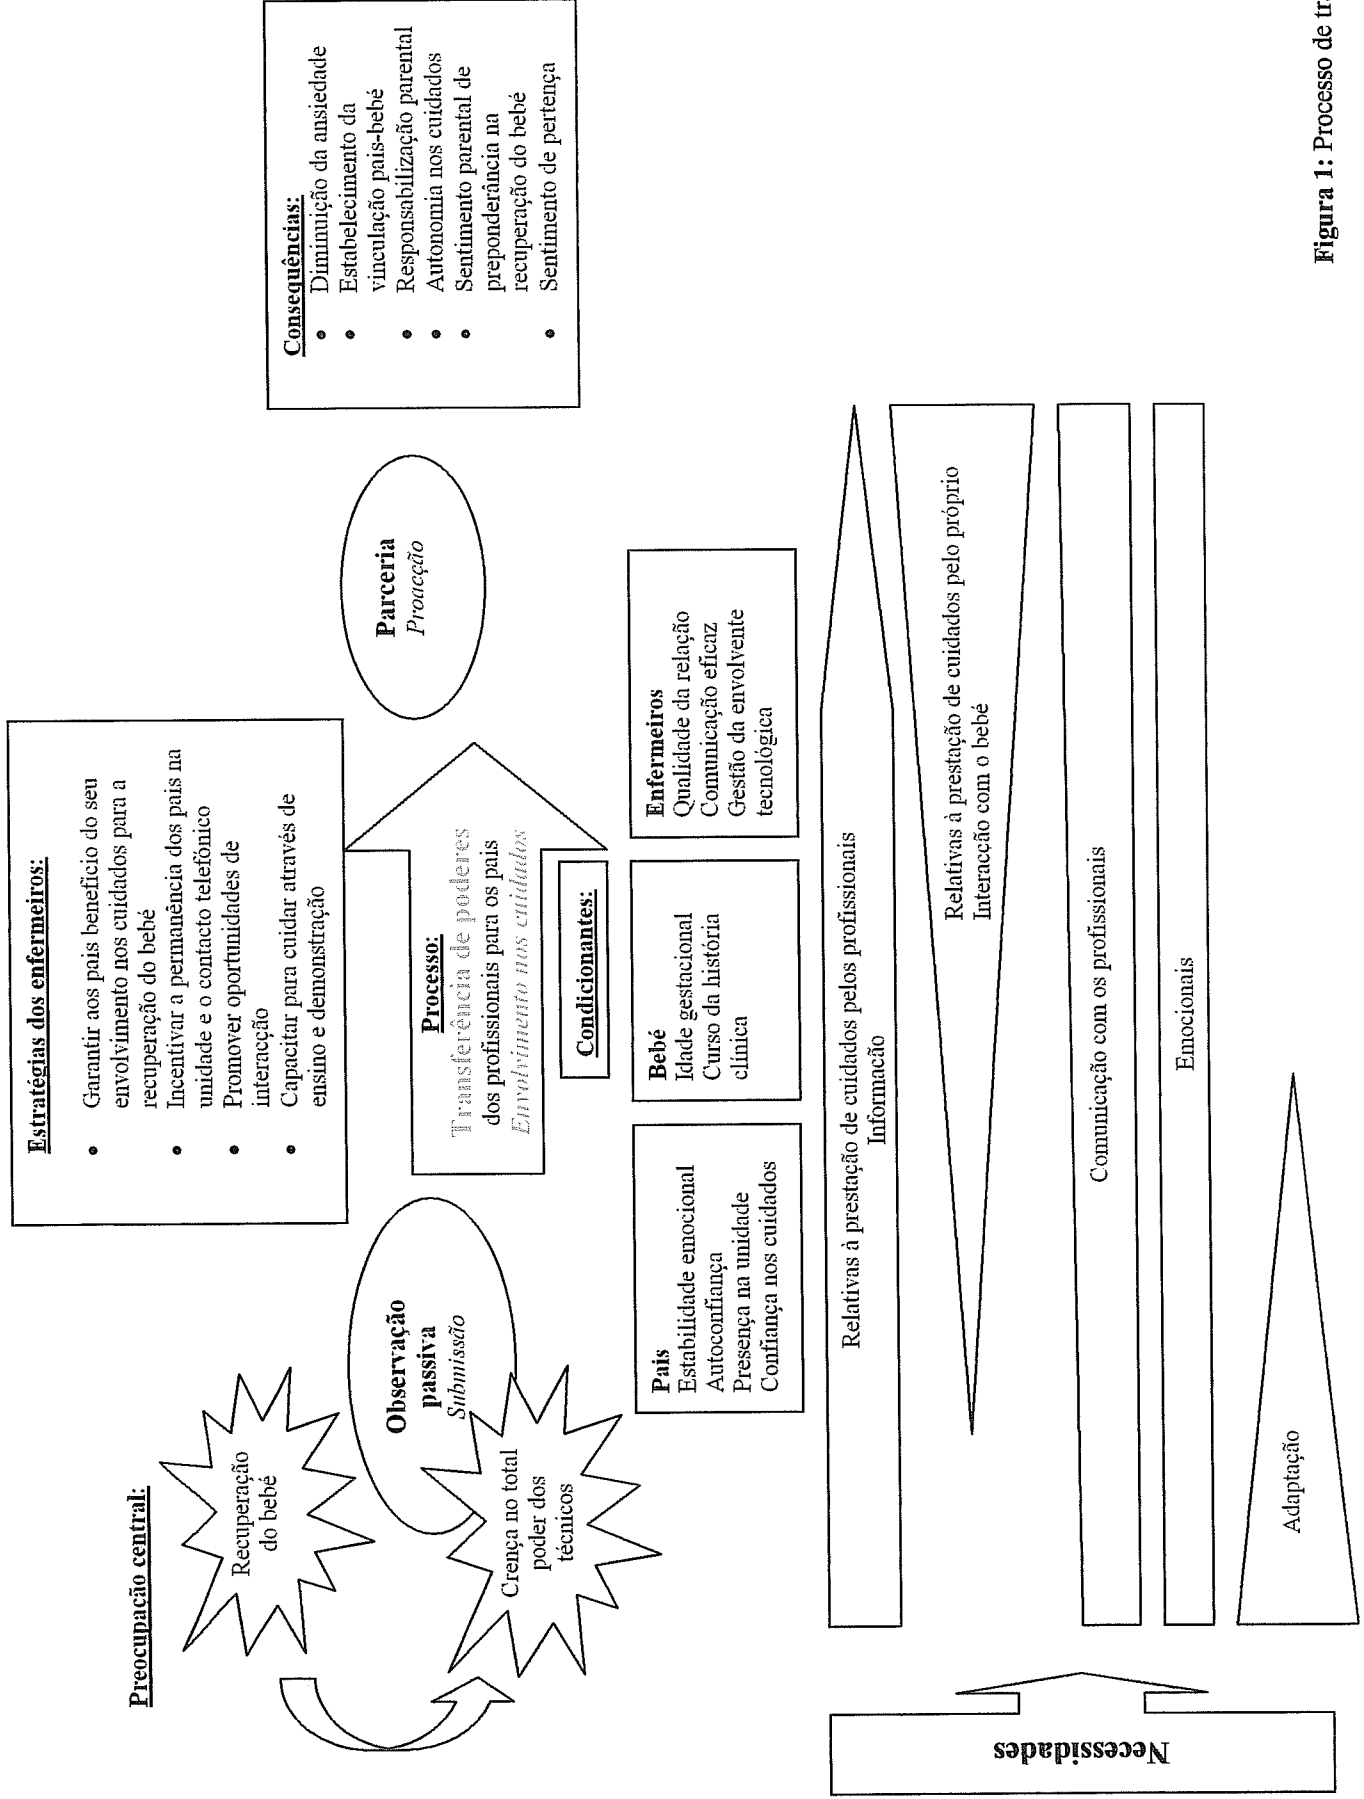 Preocupação central:
Recuperação
do bebé
Crença no total
poder dos
técnicos
Observação
passiva
Submissão
Estratégias dos enfermeiros:
• Garantir aos pais benefício do seu
envolvimento nos cuidados para a
recuperação do bebé
• Incentivar a permanência dos pais na
unidade e o contacto telefónico
• Promover oportunidades de
interacção
• Capacitar para cuidar através de
ensino e demonstração
Processo:
Transferência de poderes
dos profissionais para os pais
Envolvimento nos cuidados
Parceria
Proacção
Consequências:
• Diminuição da ansiedade
• Estabelecimento da
vinculação pais-bebé
• Responsabilização parental
• Autonomia nos cuidados
• Sentimento parental de
preponderância na
recuperação do bebé
• Sentimento de pertença
Condicionantes:
Pais
Estabilidade emocional
Autoconfiança
Presença na unidade
Confiança nos cuidados
Bebé
Idade gestacional
Curso da história
clínica
Enfermeiros
Qualidade da relação
Comunicação eficaz
Gestão da envolvente
tecnológica
Necessidades
Relativas à prestação de cuidados pelos profissionais
Informação
Relativas à prestação de cuidados pelo próprio
Interacção com o bebé
Comunicação com os profissionais
Emocionais
Adaptação
Figura 1: Processo de